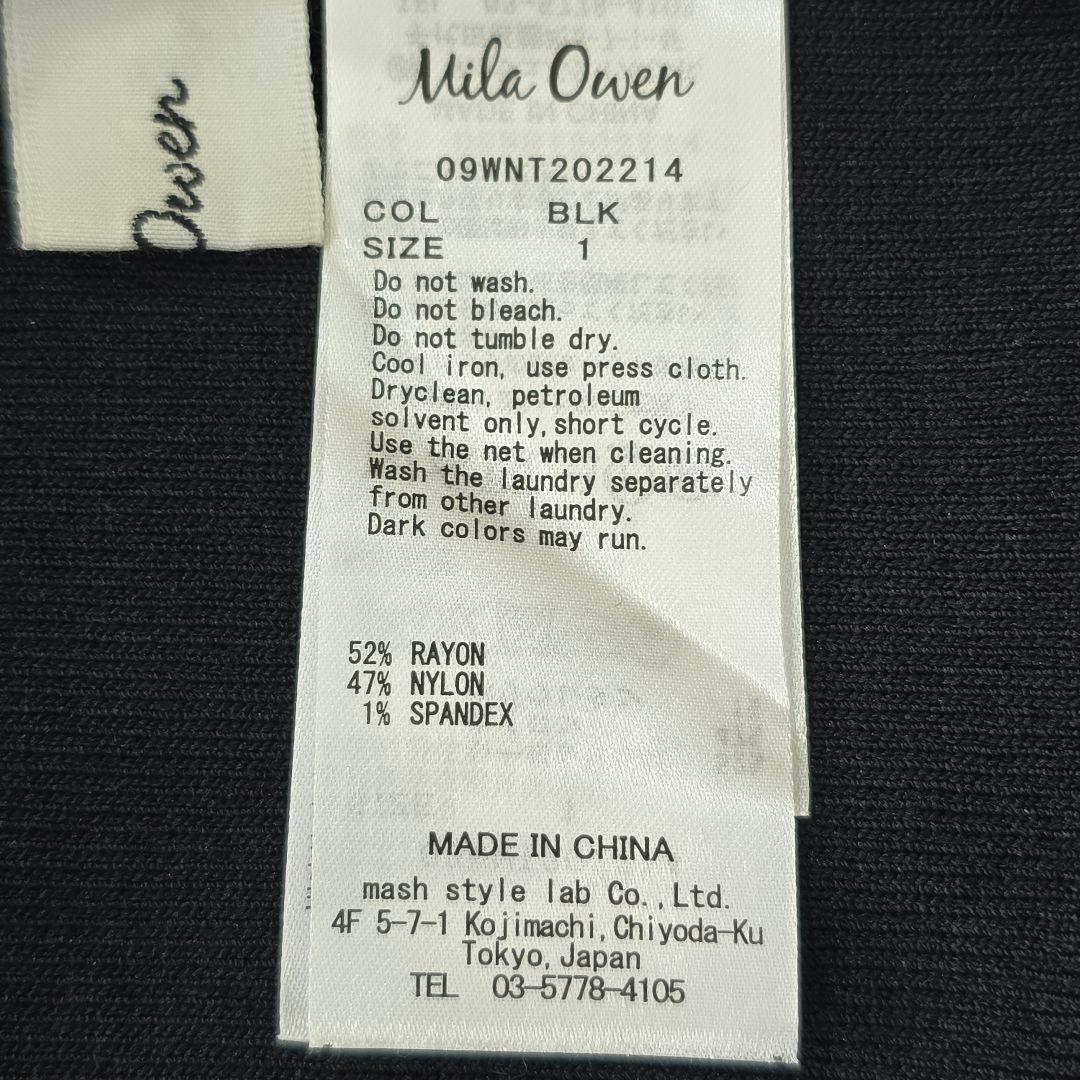 Owen
Mila Owen
09WNT202214
COL BLK
SIZE 1
Do not wash.
Do not bleach.
Do not tumble dry.
Cool iron, use press cloth.
Dryclean, petroleum
solvent only, short cycle.
Use the net when cleaning.
Wash the laundry separately
from other laundry.
Dark colors may run.
52% RAYON
47% NYLON
1% SPANDEX
MADE IN CHINA
mash style lab Co.,Ltd.
4F 5-7-1 Kojimachi,Chiyoda-Ku
Tokyo,Japan
TEL 03-5778-4105